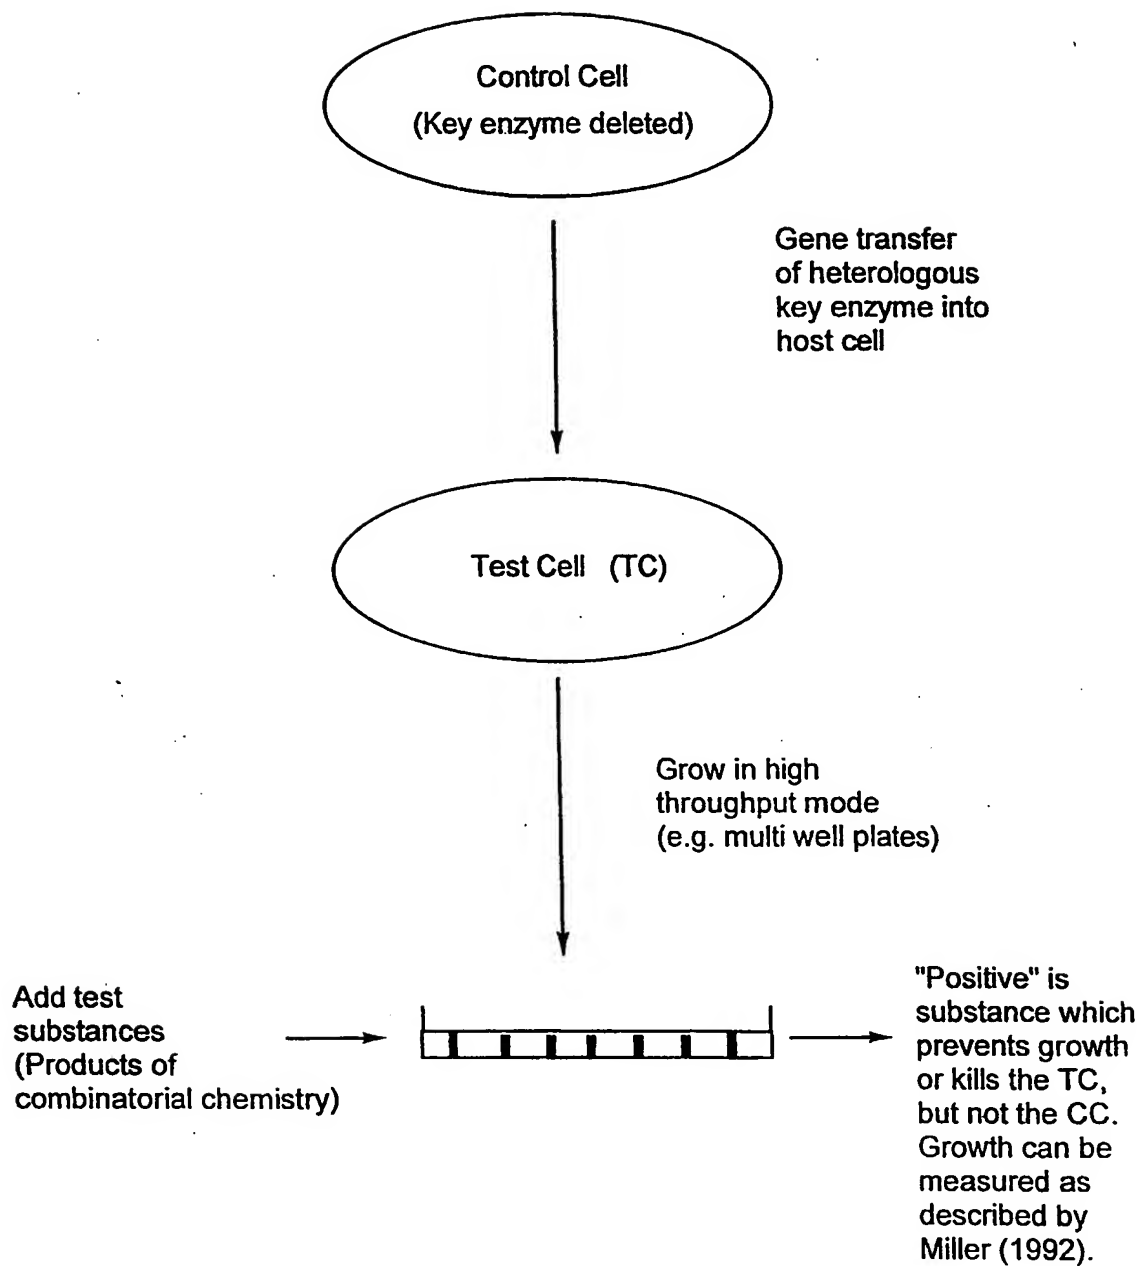 Control Cell
(Key enzyme deleted)
Gene transfer
of heterologous
key enzyme into
host cell
Test Cell (TC)
Grow in high
throughput mode
(e.g. multi well plates)
Add test
substances
(Products of
combinatorial chemistry)
"Positive" is
substance which
prevents growth
or kills the TC,
but not the CC.
Growth can be
measured as
described by
Miller (1992).